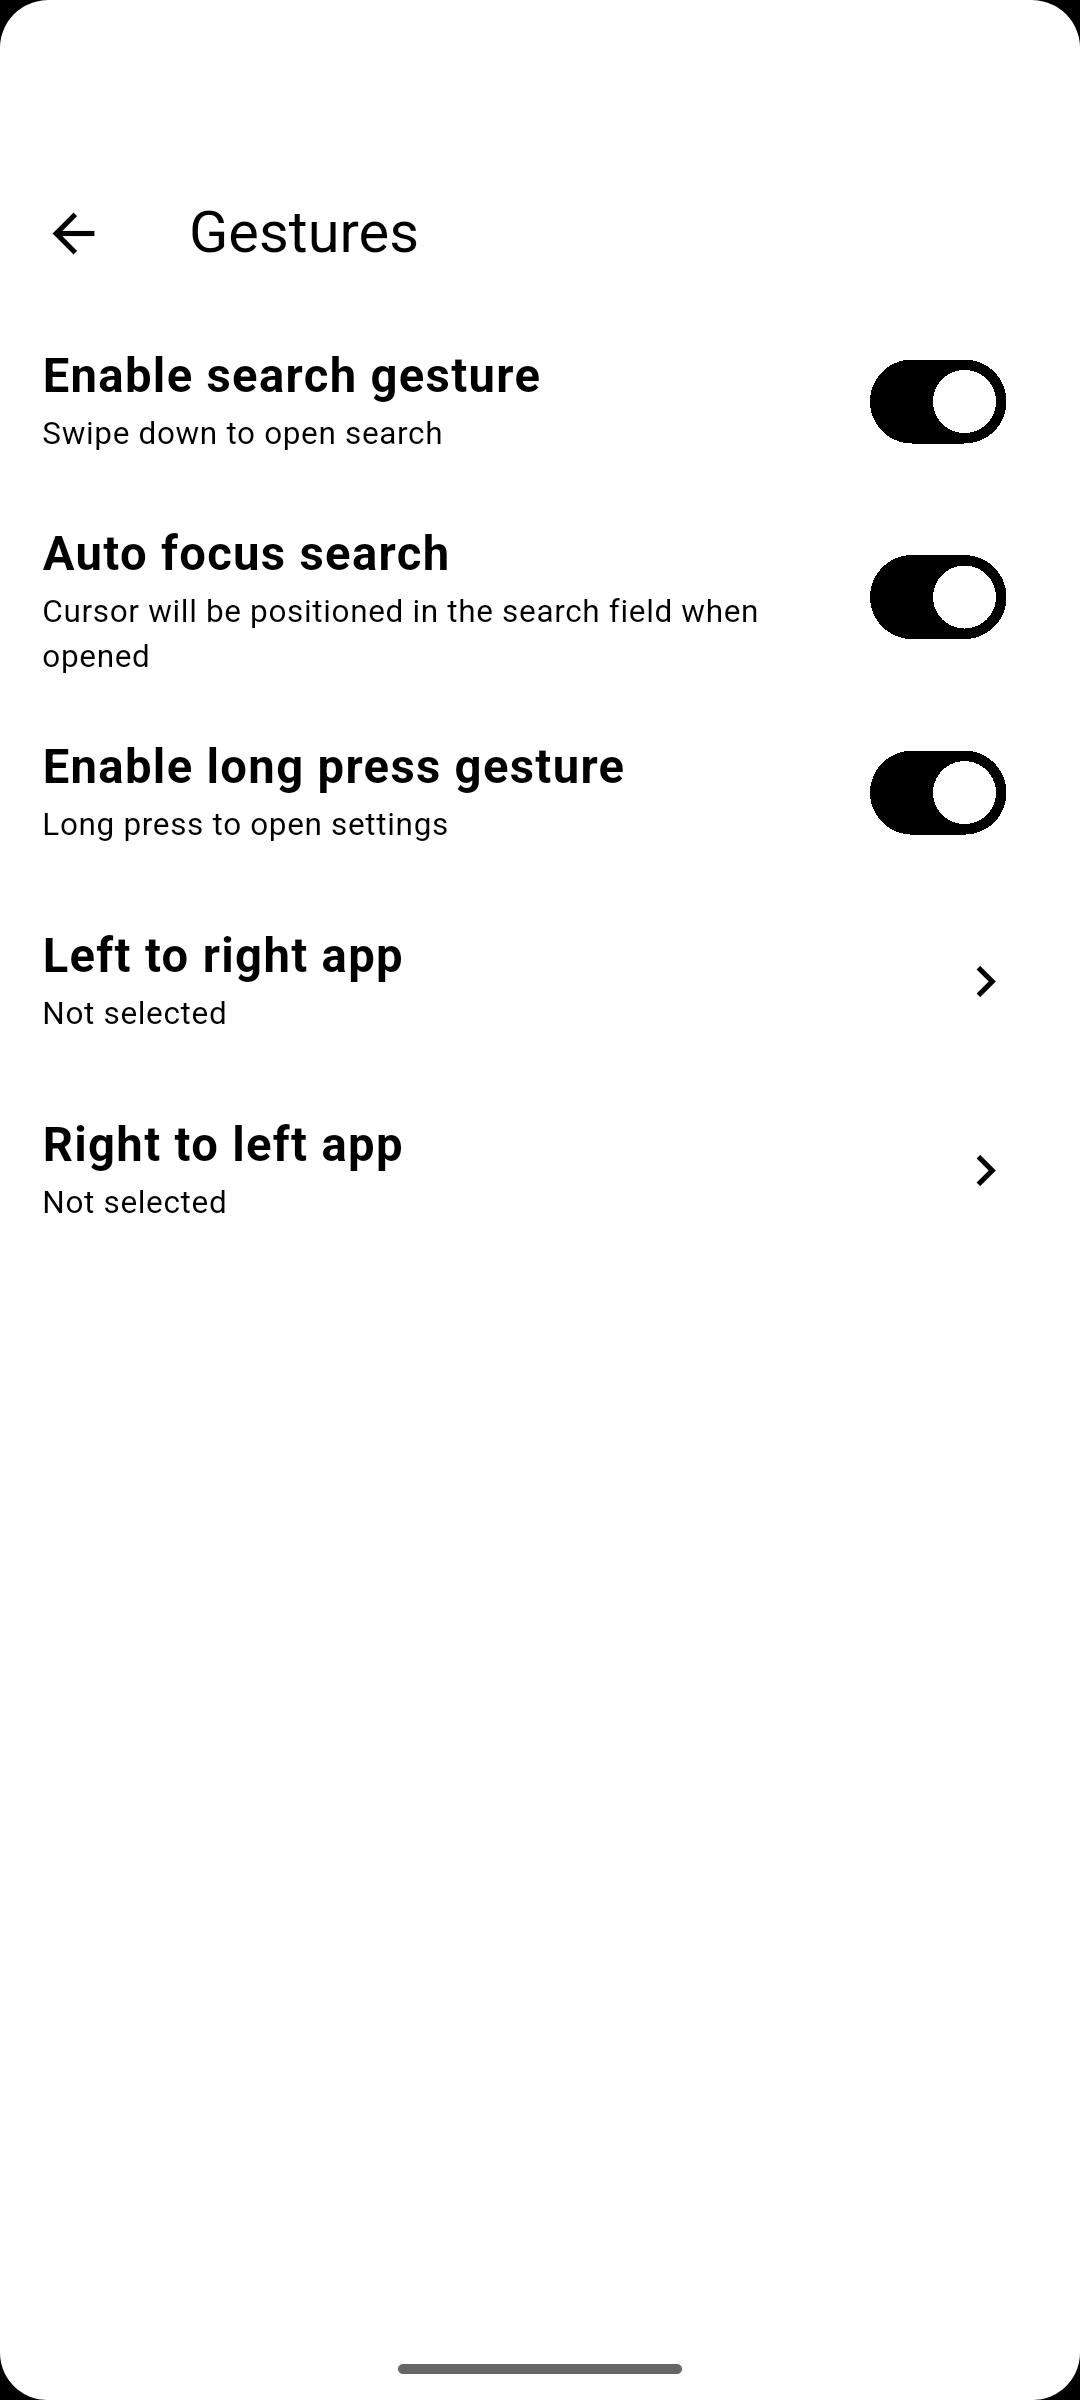 Gestures
Enable search gesture
Swipe down to open search
Auto focus search
Cursor will be positioned in the search field when
opened
Enable long press gesture
Long press to open settings
Left to right app
Not selected
Right to left app
Not selected